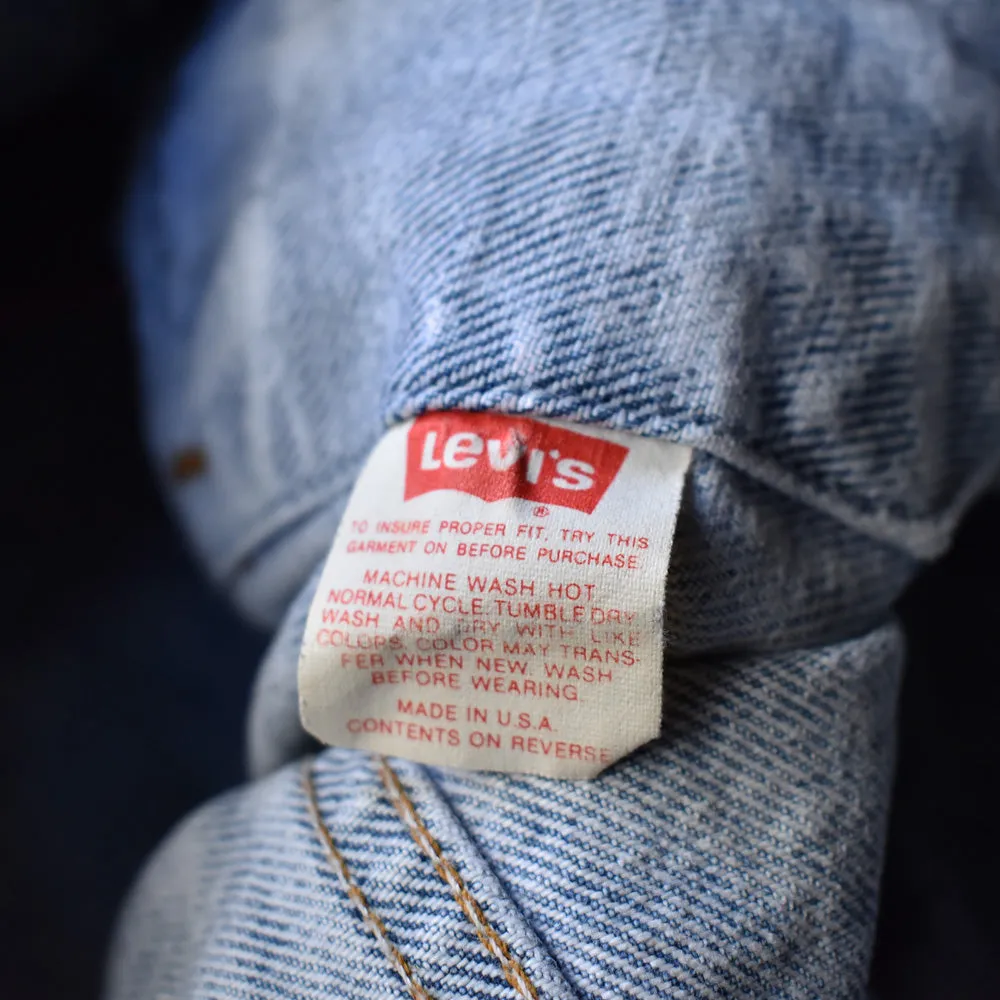 Levi's
®
TO INSURE PROPER FIT, TRY THIS
GARMENT ON BEFORE PURCHASE
MACHINE WASH HOT
NORMAL CYCLE. TUMBLE DRY
WASH AND DRY WITH LIKE
COLORS. COLOR MAY TRANS-
FER WHEN NEW. WASH
BEFORE WEARING.
MADE IN U.S.A.
CONTENTS ON REVERSE